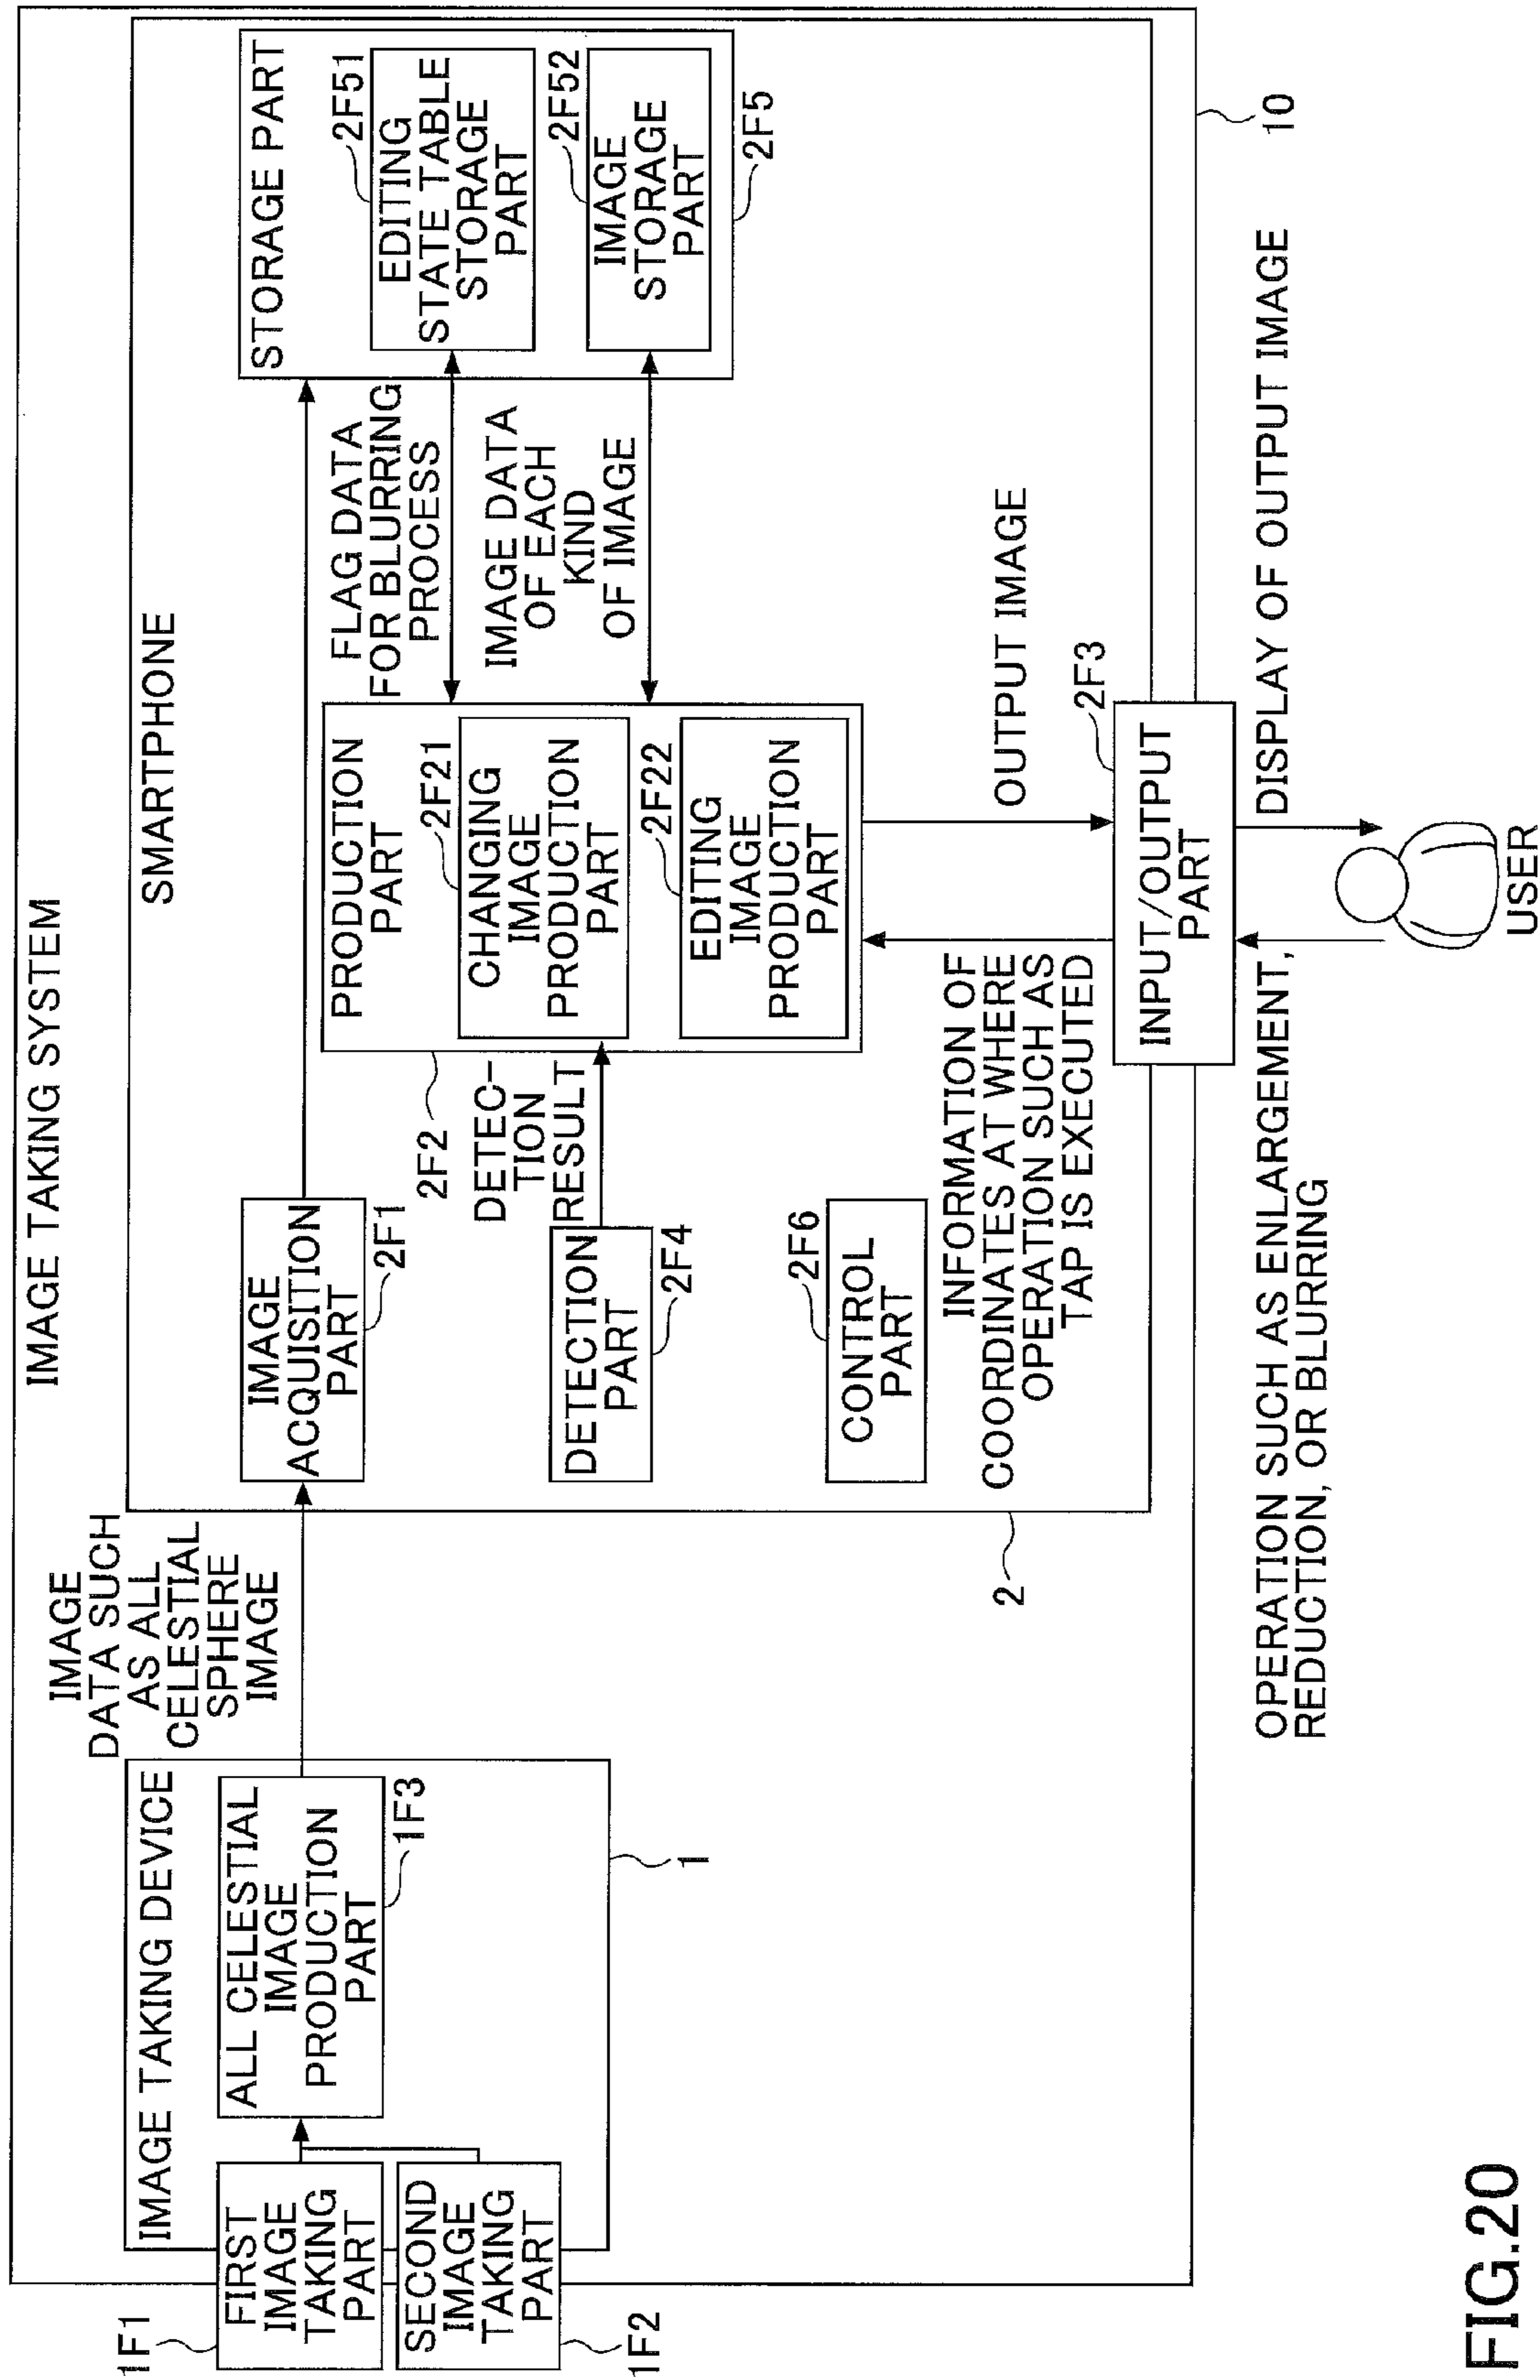 IMAGE TAKING SYSTEM
IMAGE TAKING DEVICE
1F1
FIRST
IMAGE
TAKING
PART
SECOND
IMAGE
TAKING
PART
1F2
ALL CELESTIAL
IMAGE
PRODUCTION
PART
1F3
1
IMAGE
DATA SUCH
AS ALL
CELESTIAL
SPHERE
IMAGE
SMARTPHONE
IMAGE
ACQUISITION
PART
2F1
DETECTION
PART
2F4
DETEC-
TION
RESULT
CONTROL
PART
2F6
2
PRODUCTION
PART
2F2
2F21
CHANGING
IMAGE
PRODUCTION
PART
2F22
EDITING
IMAGE
PRODUCTION
PART
FLAG DATA
FOR BLURRING
PROCESS
IMAGE DATA
OF EACH
KIND
OF IMAGE
STORAGE PART
2F51
EDITING
STATE TABLE
STORAGE
PART
2F52
IMAGE
STORAGE
PART
2F5
INFORMATION OF
COORDINATES AT WHERE
OPERATION SUCH AS
TAP IS EXECUTED
OUTPUT IMAGE
2F3
INPUT/OUTPUT
PART
10
OPERATION SUCH AS ENLARGEMENT,
REDUCTION, OR BLURRING
DISPLAY OF OUTPUT IMAGE
USER
FIG.20